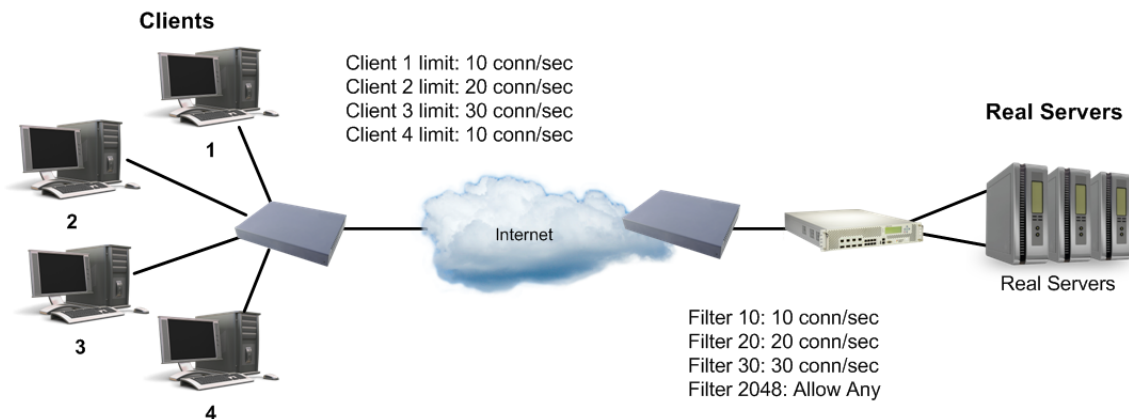 Clients
Client 1 limit: 10 conn/sec
Client 2 limit: 20 conn/sec
Client 3 limit: 30 conn/sec
Client 4 limit: 10 conn/sec
Real Servers
1
2
Internet
Real Servers
3
Filter 10: 10 conn/sec
Filter 20: 20 conn/sec
Filter 30: 30 conn/sec
Filter 2048: Allow Any
4